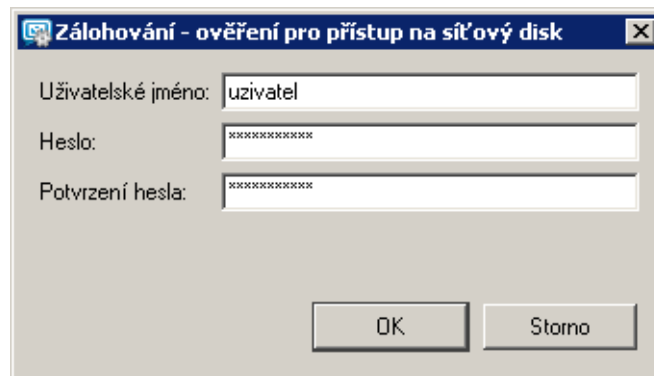 Zálohování - ověření pro přístup na síťový disk
Uživatelské jméno: uzivatel
Heslo: ***********
Potvrzení hesla: ***********
OK Storno